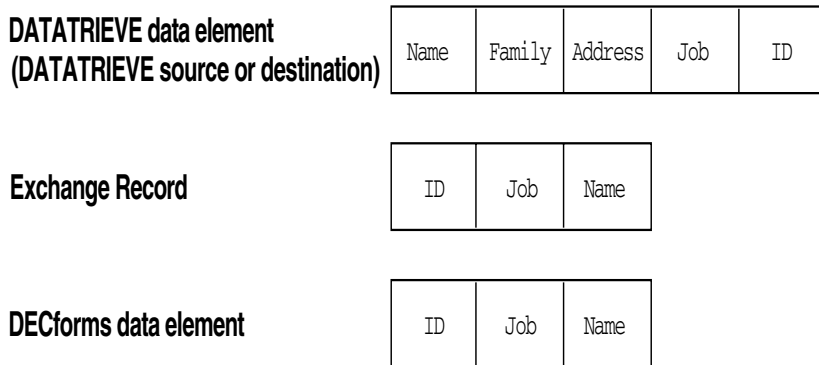 DATATRIEVE data element
(DATATRIEVE source or destination)
Name Family Address Job ID
Exchange Record
ID Job Name
DECforms data element
ID Job Name